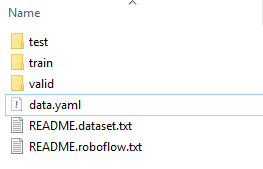 Name
test
train
valid
data.yaml
README.dataset.txt
README.roboflow.txt